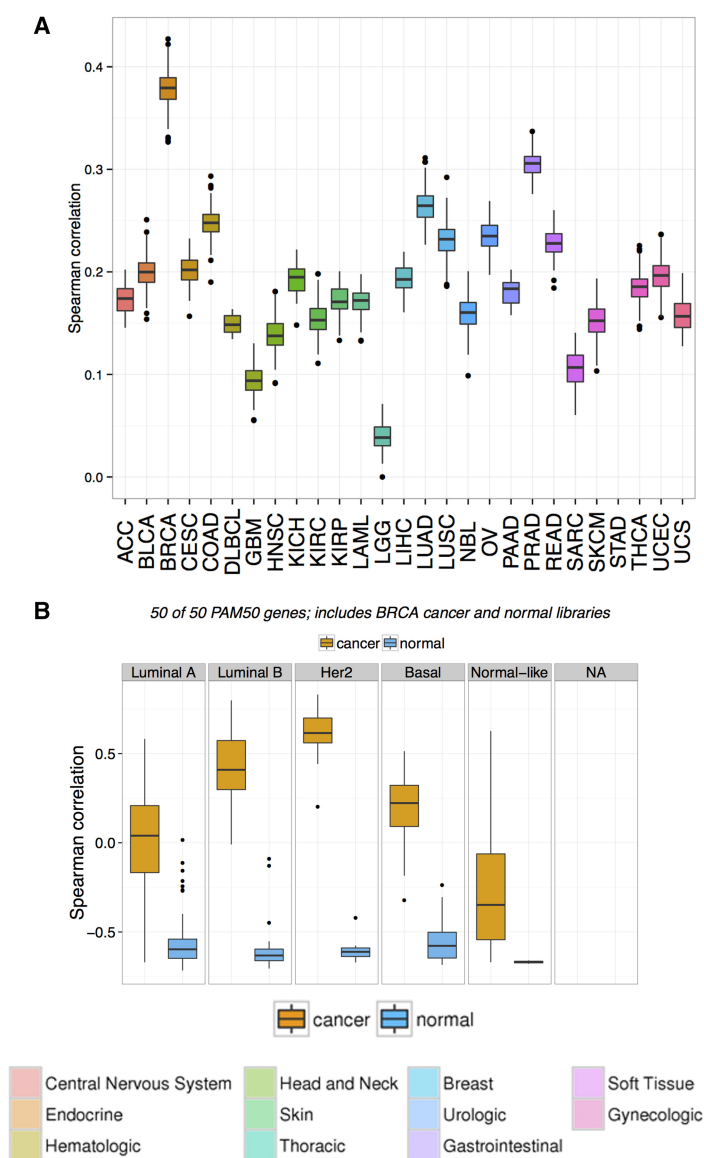 A
Spearman correlation
0.4
0.3
0.2
0.1
0.0
ACC BLCA BRCA CESC COAD DLBCL GBM HNSC KICH KIRC KIRP LAML LGG LIHC LUAD LUSC NBL OV PAAD PRAD READ SARC SKCM STAD THCA UCEC UCS
B
50 of 50 PAM50 genes; includes BRCA cancer and normal libraries
cancer normal
Luminal A Luminal B Her2 Basal Normal−like NA
Spearman correlation
0.5
0.0
−0.5
cancer normal
Central Nervous System Head and Neck Breast Soft Tissue
Endocrine Skin Urologic Gynecologic
Hematologic Thoracic Gastrointestinal